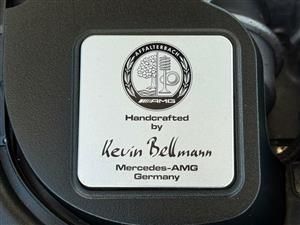 AFFALTERBACH
AMG
Handcrafted
by
Kevin Bellmann
Mercedes-AMG
Germany